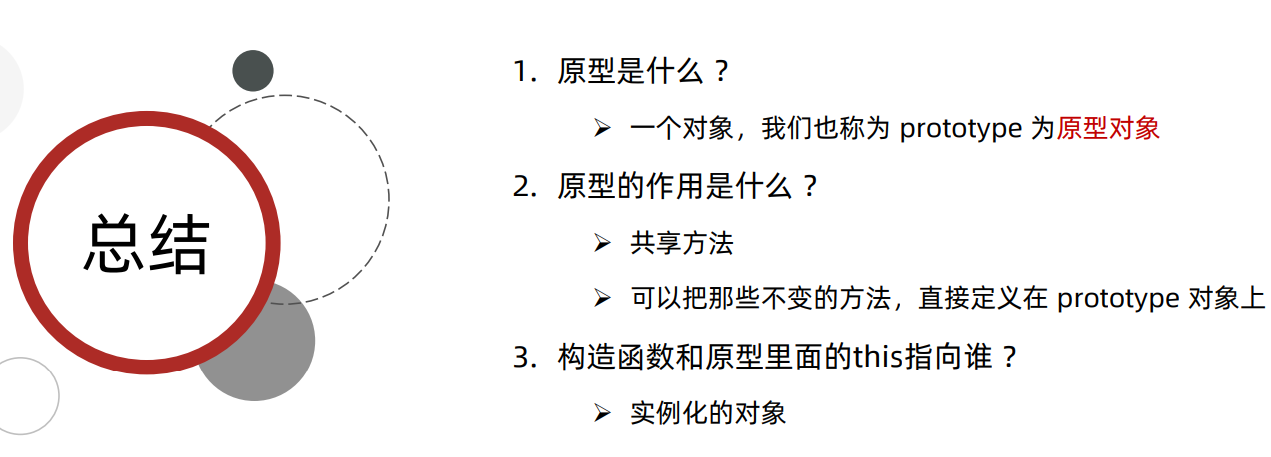 总结
1. 原型是什么？
➢ 一个对象，我们也称为 prototype 为原型对象
2. 原型的作用是什么？
➢ 共享方法
➢ 可以把那些不变的方法，直接定义在 prototype 对象上
3. 构造函数和原型里面的this指向谁？
➢ 实例化的对象